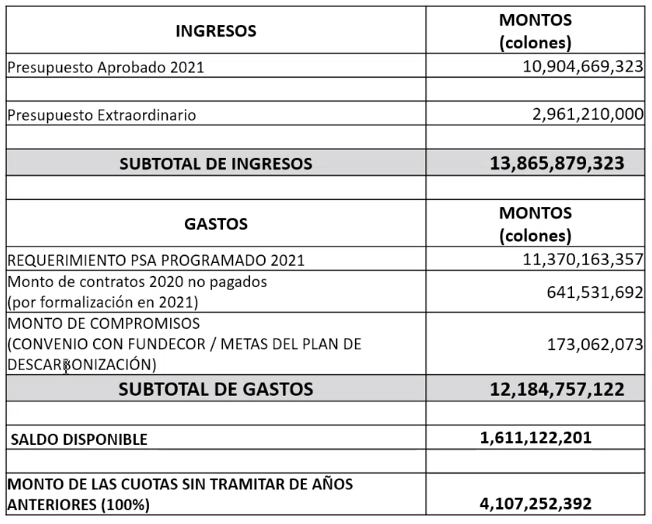 INGRESOS MONTOS
(colones)
Presupuesto Aprobado 2021 10,904,669,323
Presupuesto Extraordinario 2,961,210,000
SUBTOTAL DE INGRESOS 13,865,879,323
GASTOS MONTOS
(colones)
REQUERIMIENTO PSA PROGRAMADO 2021 11,370,163,357
Monto de contratos 2020 no pagados
(por formalización en 2021) 641,531,692
MONTO DE COMPROMISOS
(CONVENIO CON FUNDECOR / METAS DEL PLAN DE 173,062,073
DESCARBONIZACIÓN)
SUBTOTAL DE GASTOS 12,184,757,122
SALDO DISPONIBLE 1,611,122,201
MONTO DE LAS CUOTAS SIN TRAMITAR DE AÑOS
ANTERIORES (100%) 4,107,252,392